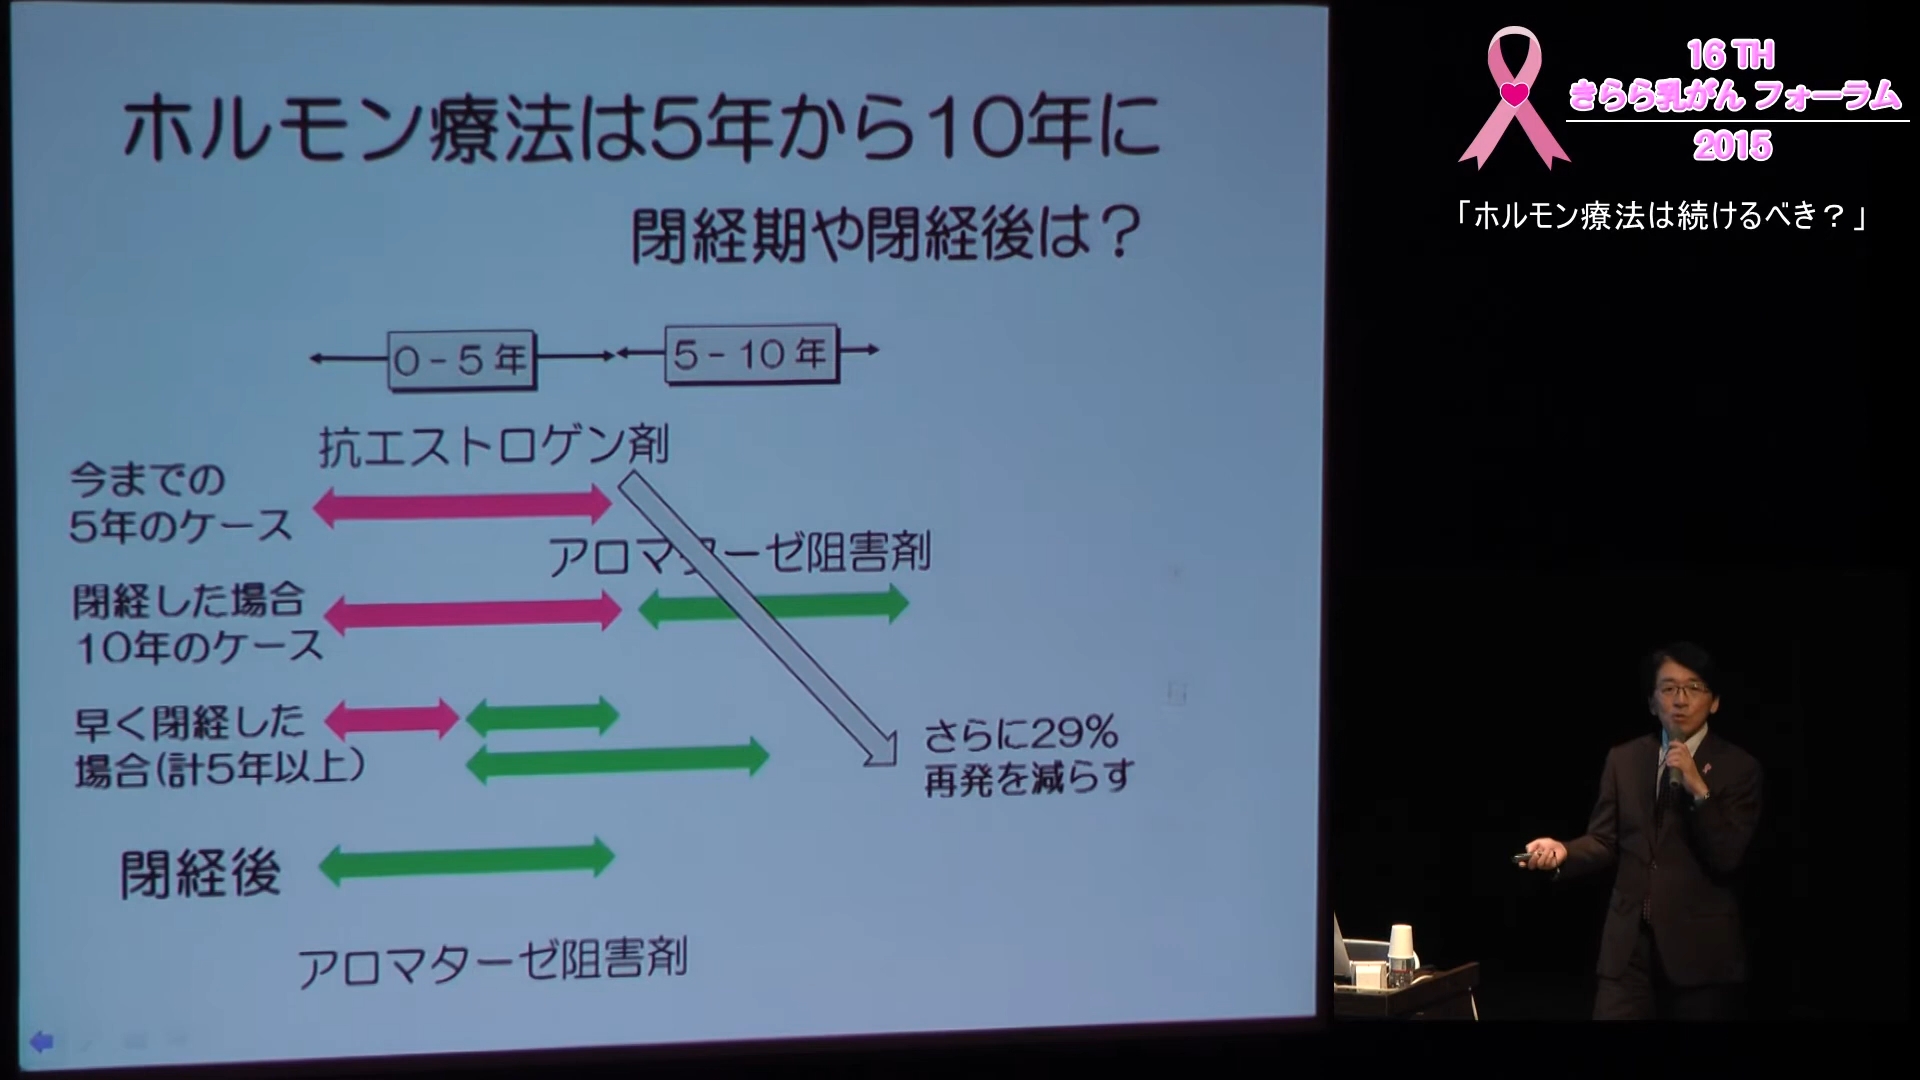 ホルモン療法は5年から10年に
閉経期や閉経後は？
0-5年
5-10年
抗エストロゲン剤
今までの
5年のケース
アロマターゼ阻害剤
閉経した場合
10年のケース
早く閉経した
場合(計5年以上)
さらに29%
再発を減らす
閉経後
アロマターゼ阻害剤
16 TH
きらら乳がん フォーラム
2015
「ホルモン療法は続けるべき？」